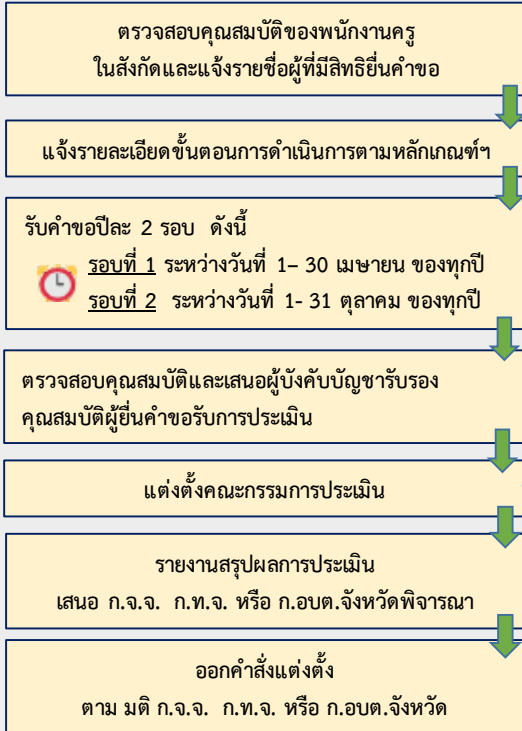 ตรวจสอบคุณสมบัติของพนักงานครู
ในสังกัดและแจ้งรายชื่อผู้ที่มีสิทธิยื่นคำขอ
แจ้งรายละเอียดขั้นตอนการดำเนินการตามหลักเกณฑ์ฯ
รับคำขอปีละ 2 รอบ ดังนี้
รอบที่ 1 ระหว่างวันที่ 1– 30 เมษายน ของทุกปี
รอบที่ 2 ระหว่างวันที่ 1- 31 ตุลาคม ของทุกปี
ตรวจสอบคุณสมบัติและเสนอผู้บังคับบัญชารับรอง
คุณสมบัติผู้ยื่นคำขอรับการประเมิน
แต่งตั้งคณะกรรมการประเมิน
รายงานสรุปผลการประเมิน
เสนอ ก.จ.จ. ก.ท.จ. หรือ ก.อบต.จังหวัดพิจารณา
ออกคำสั่งแต่งตั้ง
ตาม มติ ก.จ.จ. ก.ท.จ. หรือ ก.อบต.จังหวัด